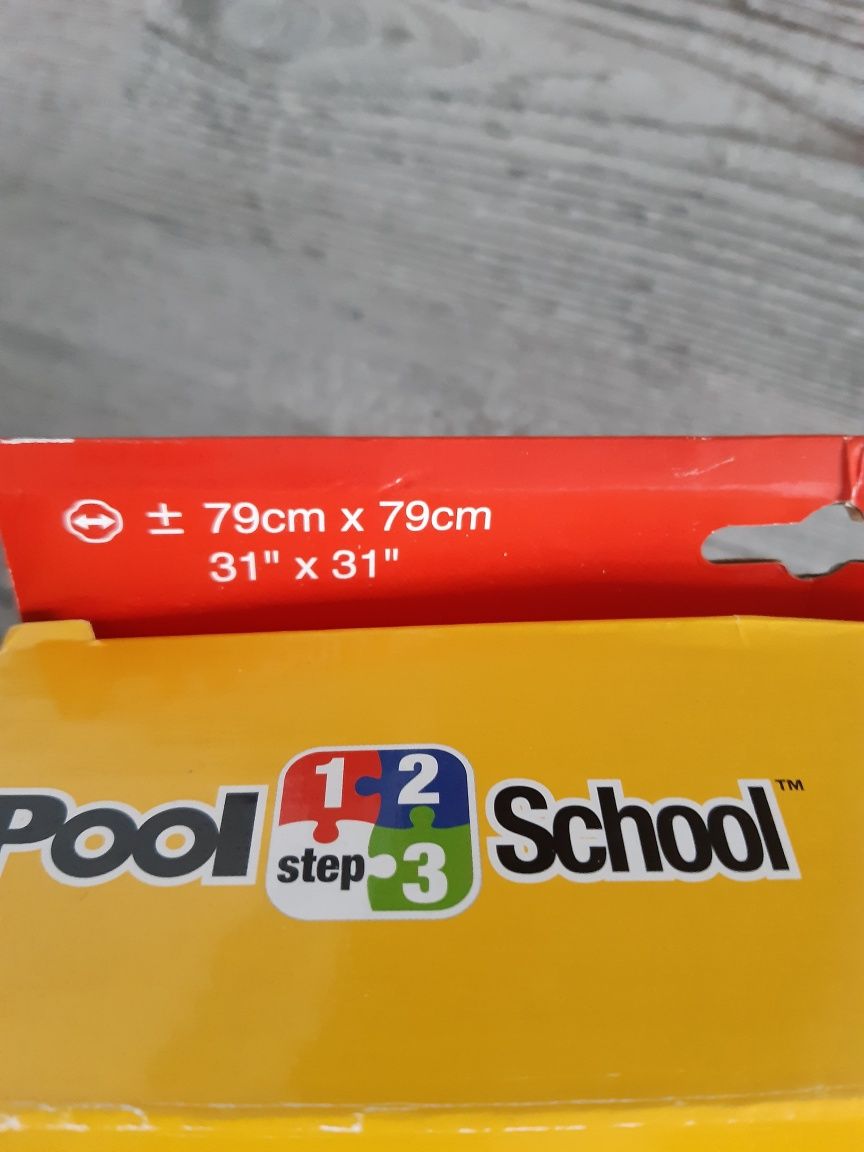 ± 79cm x 79cm
31" x 31"
Pool 1 2 step 3 School™